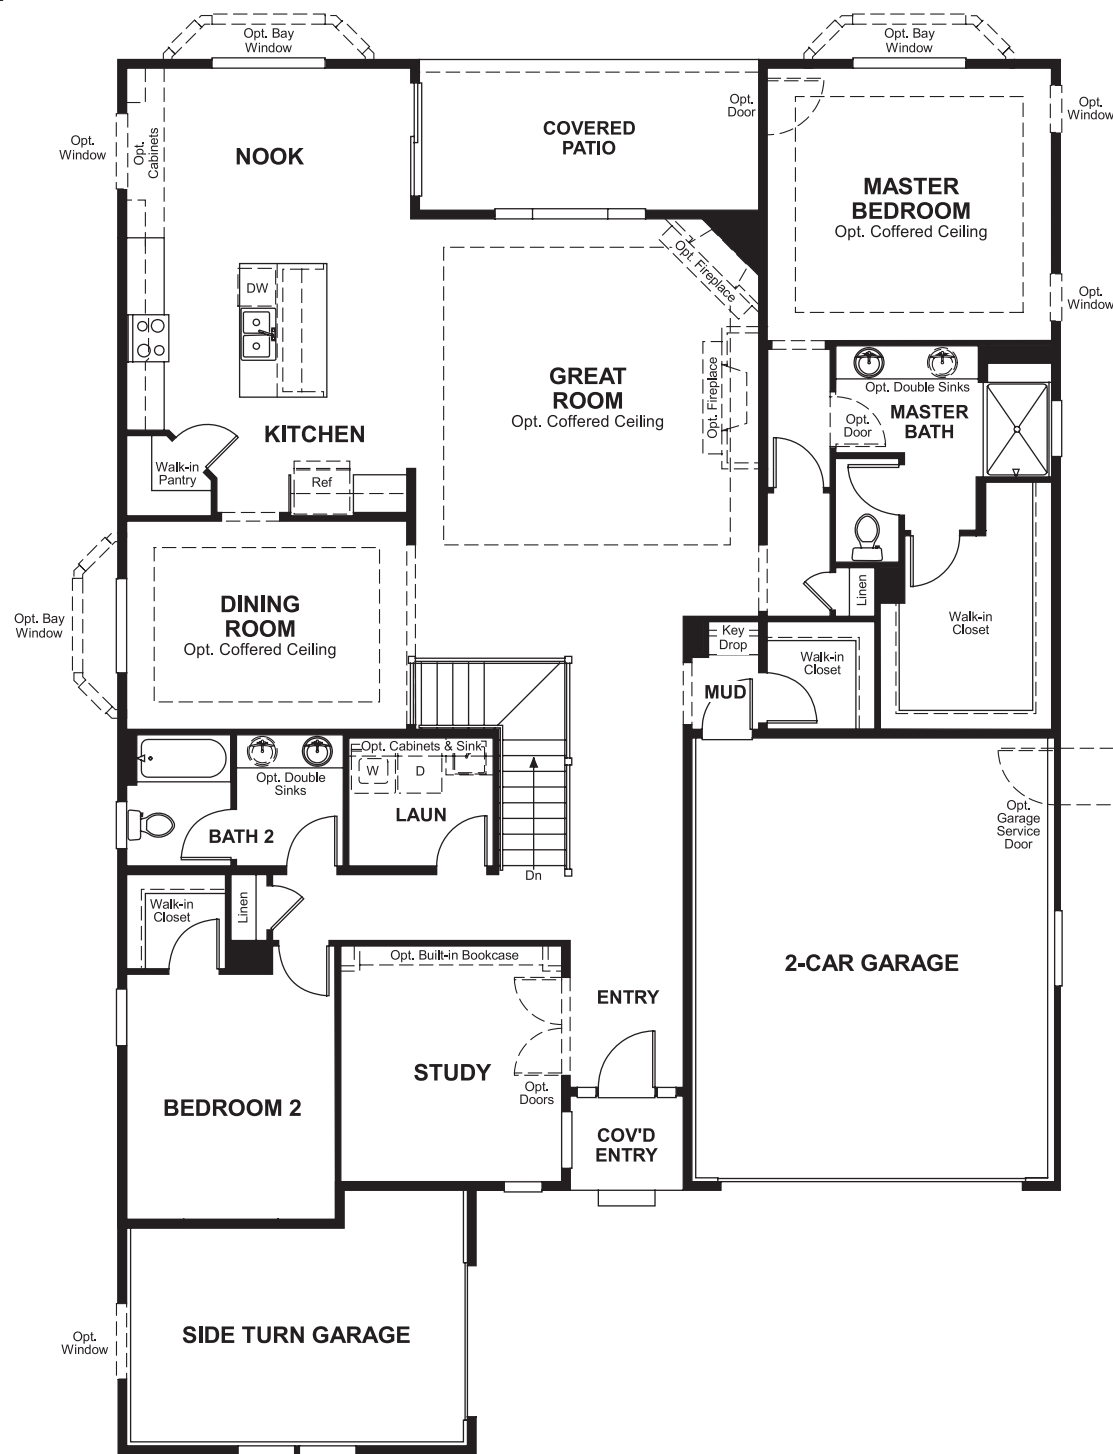 Opt. Bay
Window
Opt. Bay
Window
Opt.
Window
Opt.
Cabinets
NOOK
COVERED
PATIO
Opt.
Door
Opt.
Window
MASTER
BEDROOM
Opt. Coffered Ceiling
Opt.
Window
DW
Opt. Fireplace
GREAT
ROOM
Opt. Coffered Ceiling
Opt. Fireplace
Opt. Double Sinks
MASTER
BATH
Opt.
Door
KITCHEN
Walk-in
Pantry
Ref
Opt. Bay
Window
DINING
ROOM
Opt. Coffered Ceiling
Linen
Walk-in
Closet
Key
Drop
Walk-in
Closet
MUD
Opt. Cabinets & Sink
W
D
LAUN
Opt. Double
Sinks
BATH 2
Opt.
Garage
Service
Door
Dn
Walk-in
Closet
Linen
Opt. Built-in Bookcase
2-CAR GARAGE
ENTRY
STUDY
Opt.
Doors
BEDROOM 2
COV'D
ENTRY
SIDE TURN GARAGE
Opt.
Window